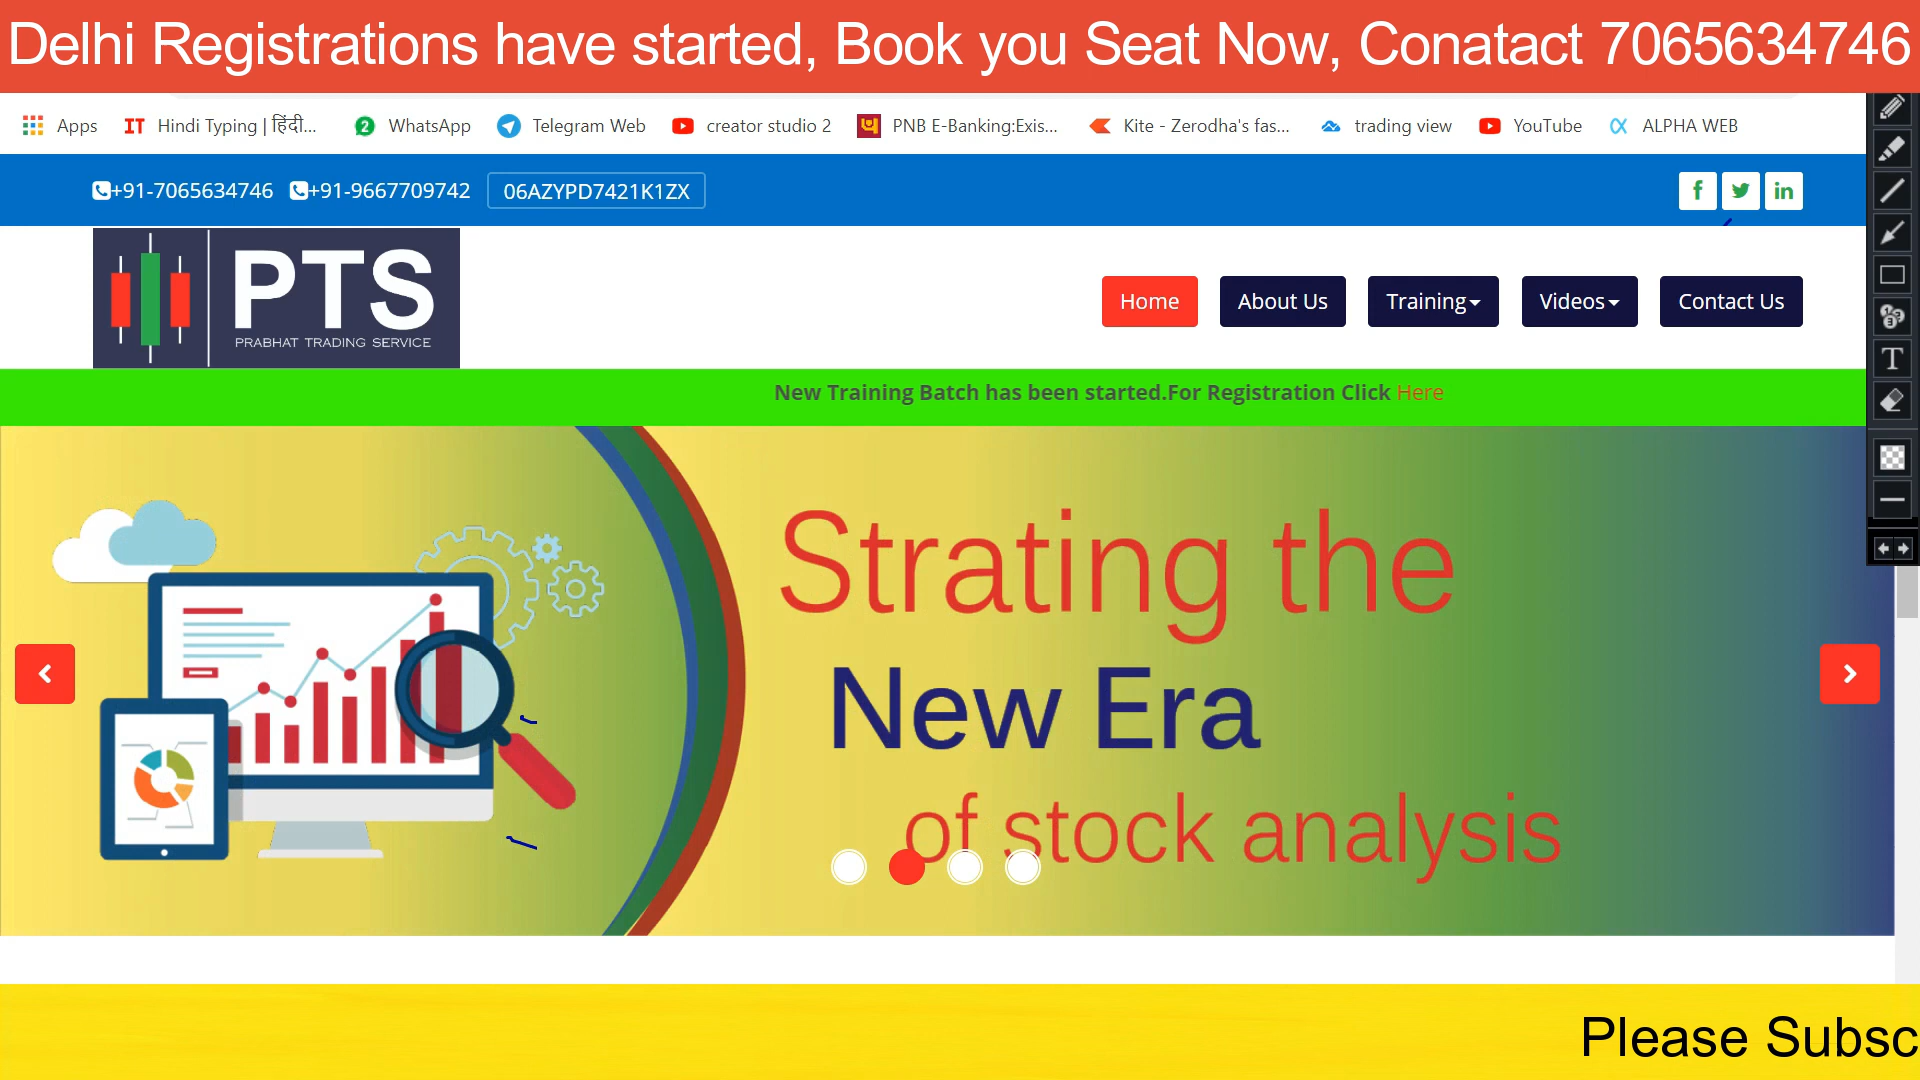 Delhi Registrations have started, Book you Seat Now, Conatact 7065634746
Apps IT Hindi Typing | हिंदी... 2 WhatsApp Telegram Web creator studio 2 PNB E-Banking:Exis... Kite - Zerodha's fas... trading view YouTube ALPHA WEB
+91-7065634746 +91-9667709742 06AZYPD7421K1ZX
PTS
PRABHAT TRADING SERVICE
Home About Us Training Videos Contact Us
New Training Batch has been started.For Registration Click Here
Strating the
New Era
of stock analysis
Please Subsc